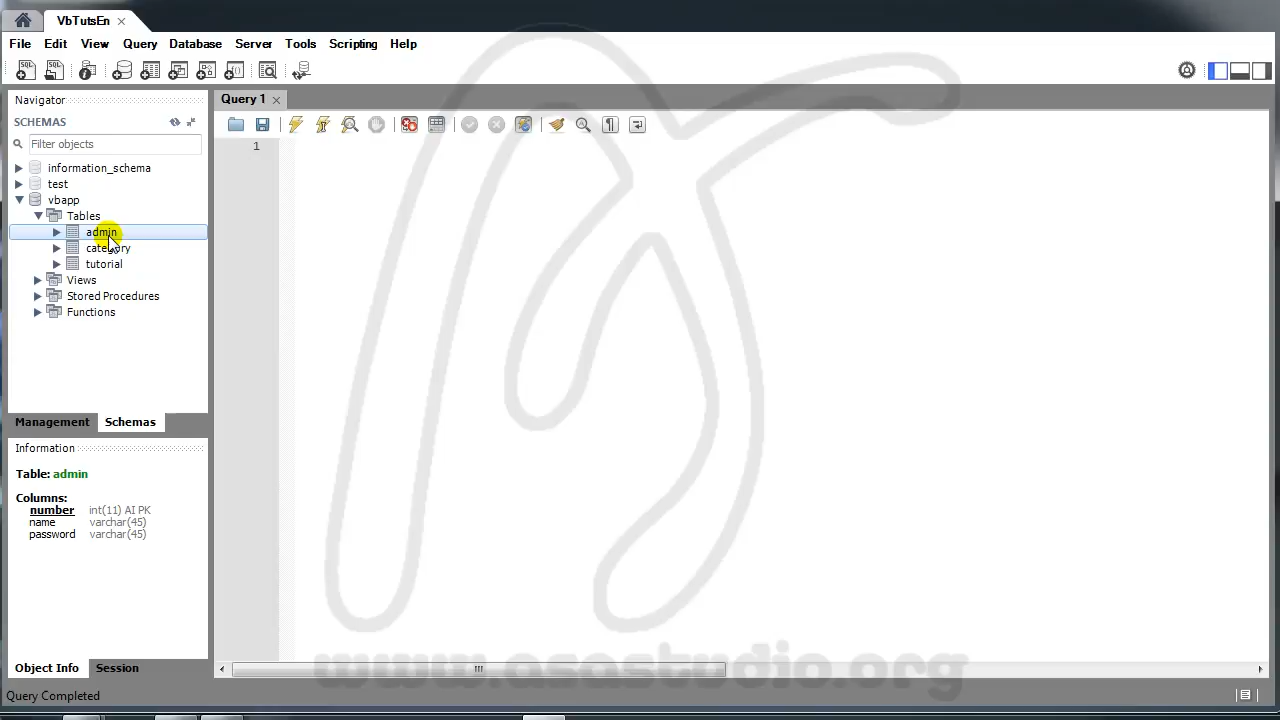 VbTutsEn
File Edit View Query Database Server Tools Scripting Help
Navigator
SCHEMAS
Filter objects
information_schema
test
vbapp
Tables
admin
category
tutorial
Views
Stored Procedures
Functions
Management Schemas
Information
Table: admin
Columns:
number int(11) AI PK
name varchar(45)
password varchar(45)
Object Info Session
Query Completed
Query 1
1
www.asastudio.org